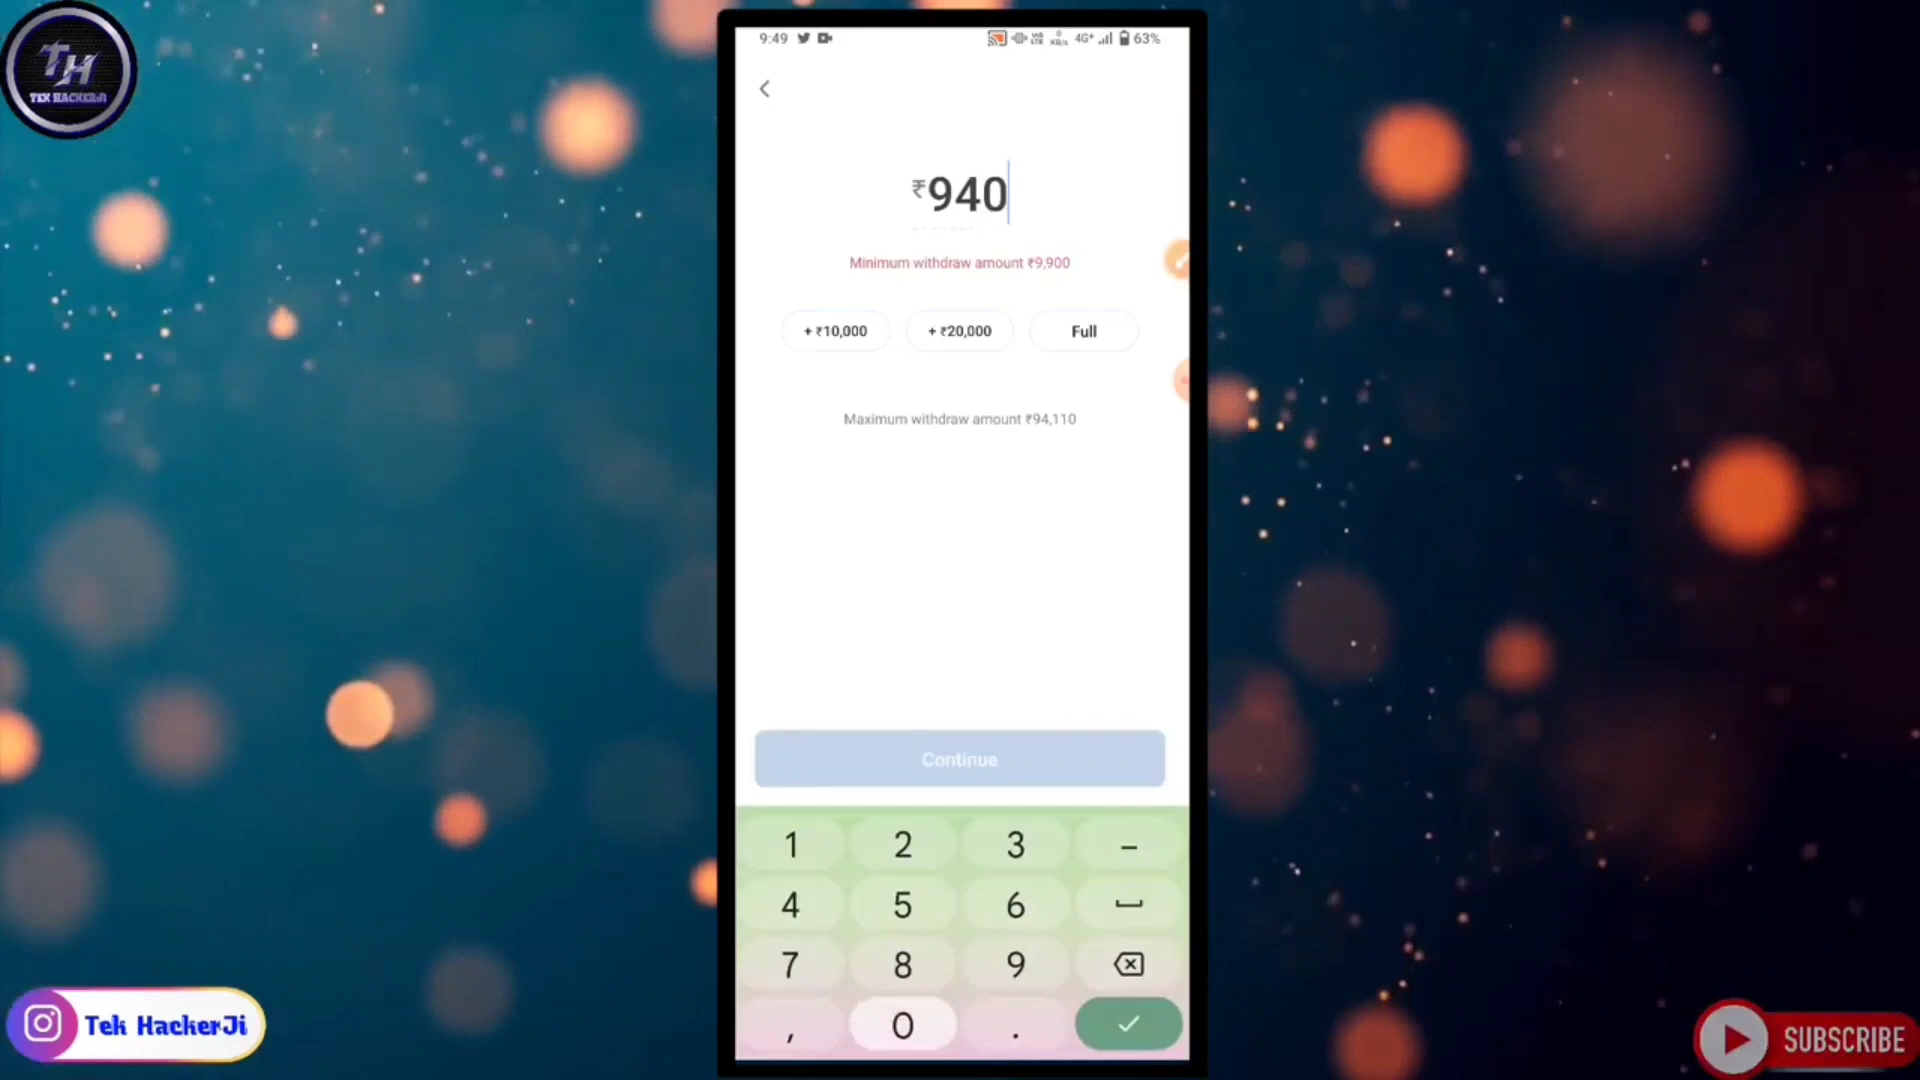 TH
TEK HACKERJI
9:49
4G+ 63%
₹940
Minimum withdraw amount ₹9,900
+ ₹10,000 + ₹20,000 Full
Maximum withdraw amount ₹94,110
Continue
1 2 3 –
4 5 6
7 8 9
, 0 .
Tek HackerJi
SUBSCRIBE